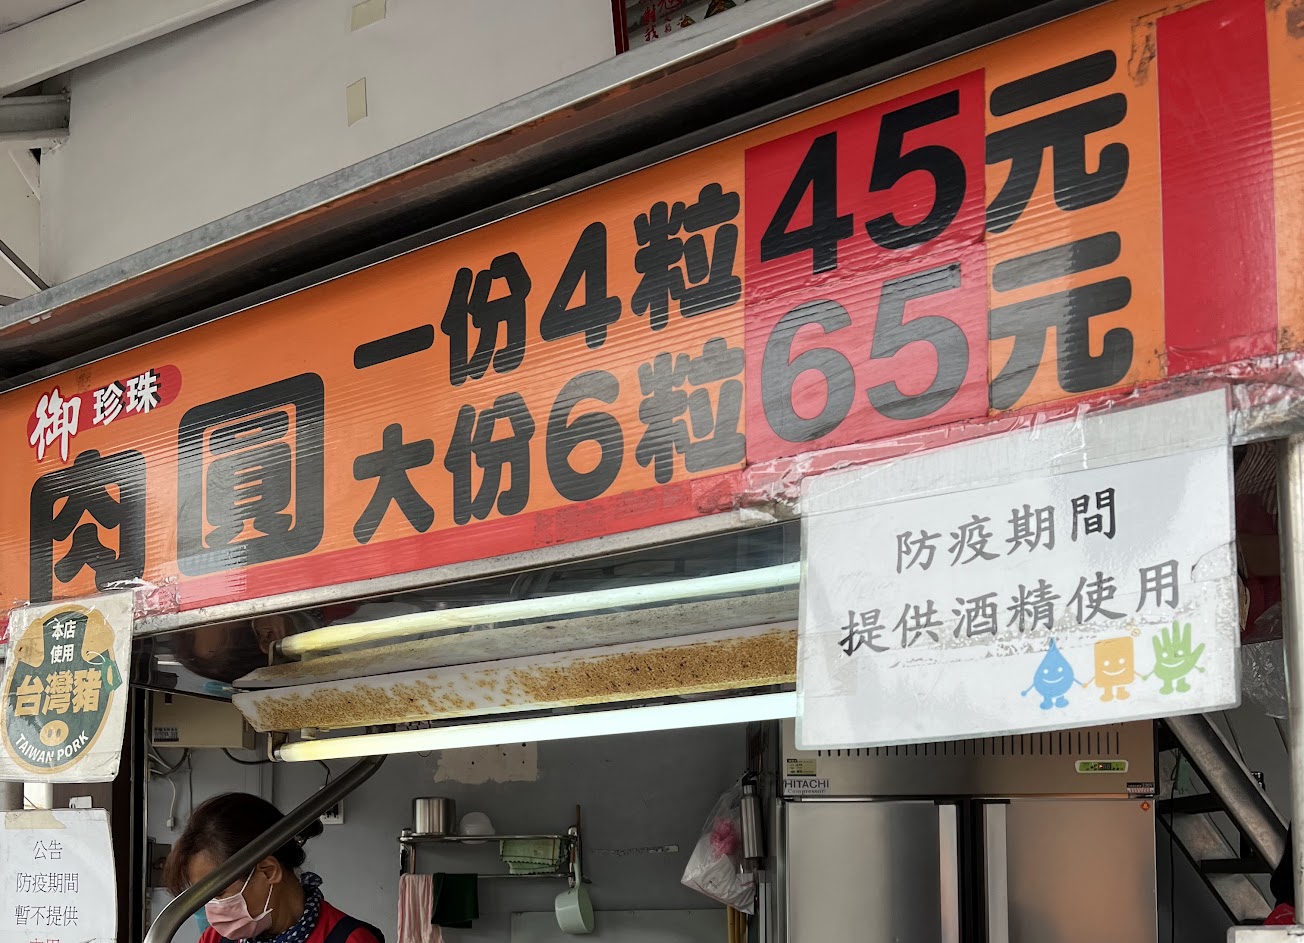 御珍珠
肉圓
一份4粒45元
大份6粒65元
防疫期間
提供酒精使用
本店
使用
台灣豬
TAIWAN PORK
公告
防疫期間
暫不提供
HITACHI